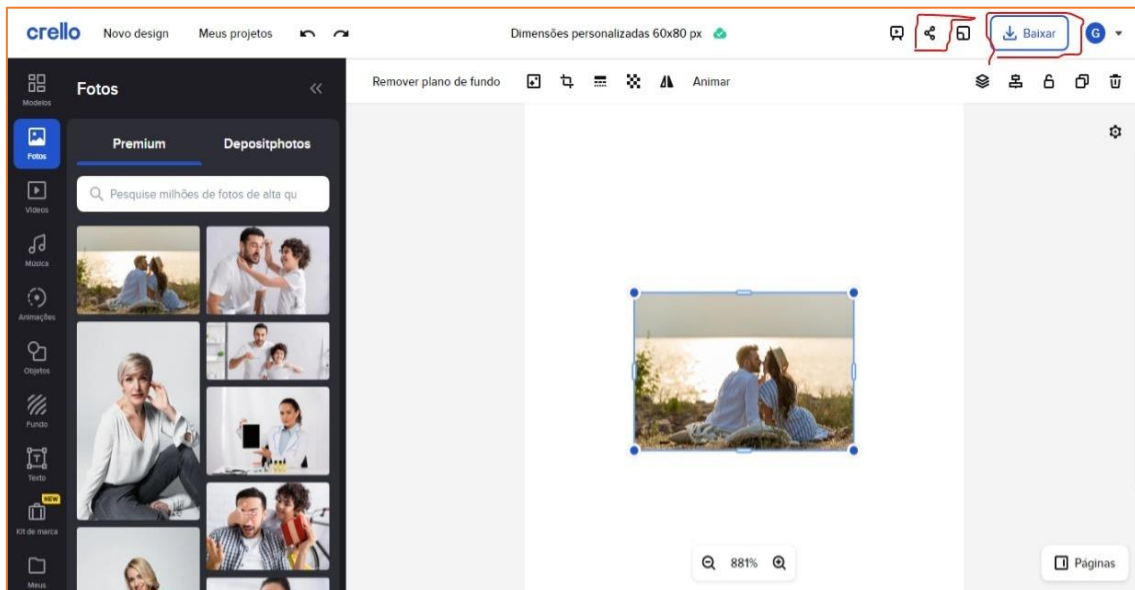 crello Novo design Meus projetos Dimensões personalizadas 60x80 px Baixar G
Modelos
Fotos
Vídeos
Música
Animações
Objetos
Fundo
Texto
NEW
Kit de marca
Meus
Fotos
Premium Depositphotos
Pesquise milhões de fotos de alta qu
Remover plano de fundo Animar
881%
Páginas